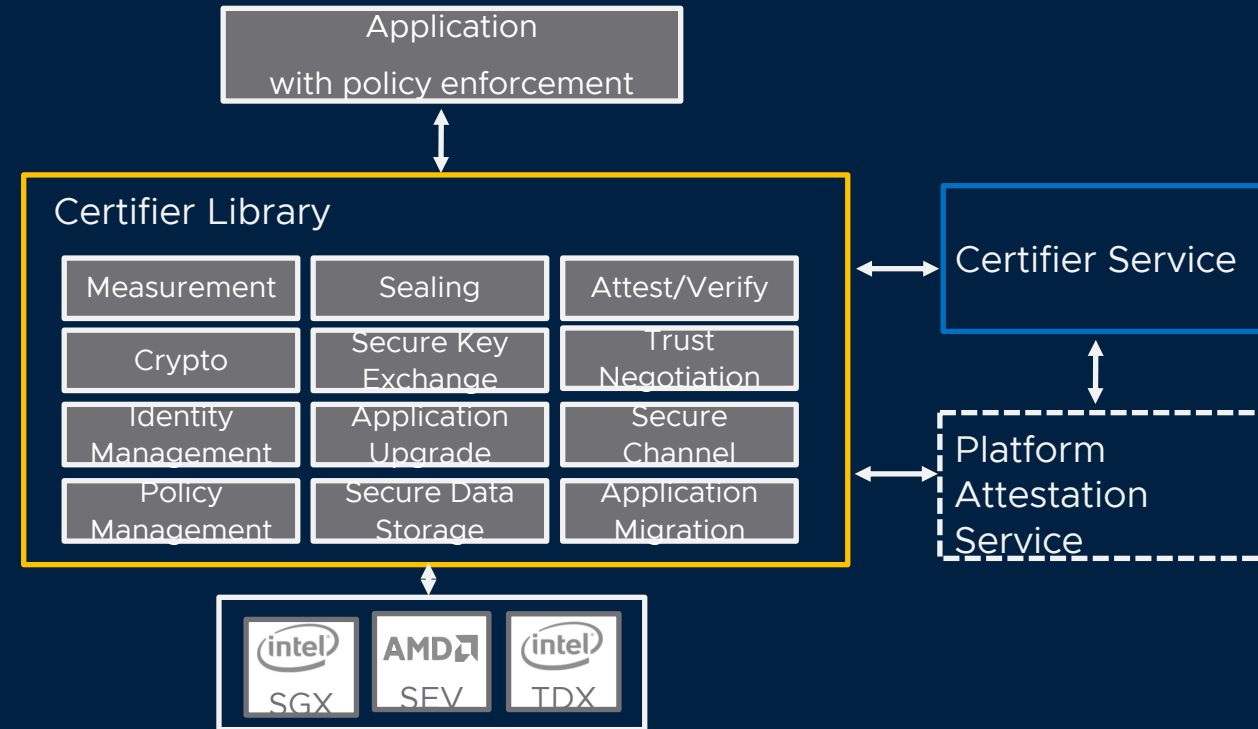 Application
with policy enforcement
Certifier Library
Measurement
Sealing
Attest/Verify
Crypto
Secure Key
Exchange
Trust
Negotiation
Identity
Management
Application
Upgrade
Secure
Channel
Policy
Management
Secure Data
Storage
Application
Migration
Certifier Service
Platform
Attestation
Service
intel
SGX
AMD
SEV
intel
TDX